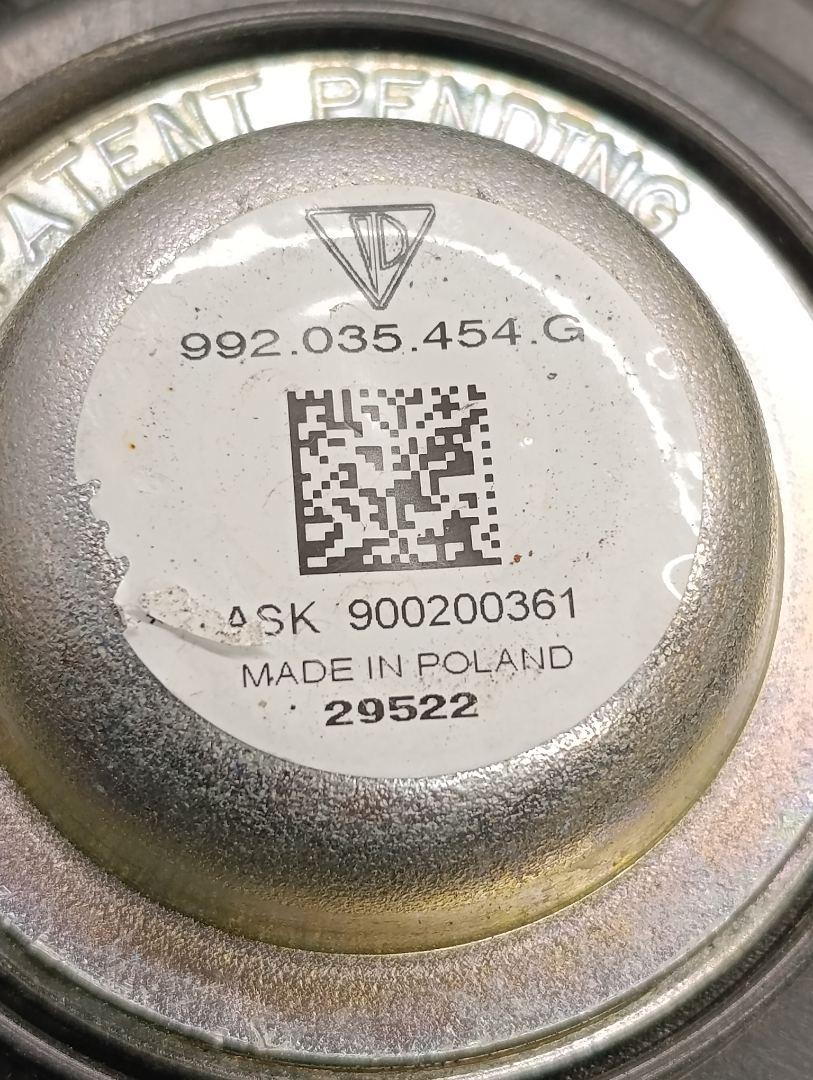 PATENT PENDING
992.035.454.G
ASK 900200361
MADE IN POLAND
29522